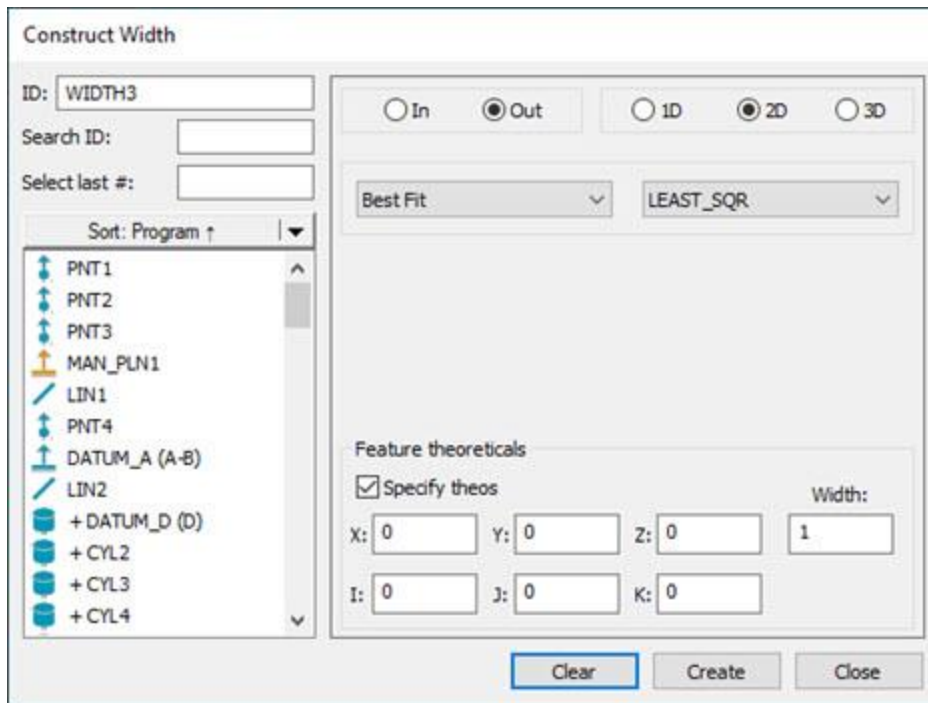 Construct Width
ID: WIDTH3
Search ID:
Select last #:
Sort: Program ↑
PNT1
PNT2
PNT3
MAN_PLN1
LIN1
PNT4
DATUM_A (A-B)
LIN2
+ DATUM_D (D)
+ CYL2
+ CYL3
+ CYL4
In Out 1D 2D 3D
Best Fit LEAST_SQR
Feature theoreticals
Specify theos
Width:
X: 0 Y: 0 Z: 0 1
I: 0 J: 0 K: 0
Clear Create Close